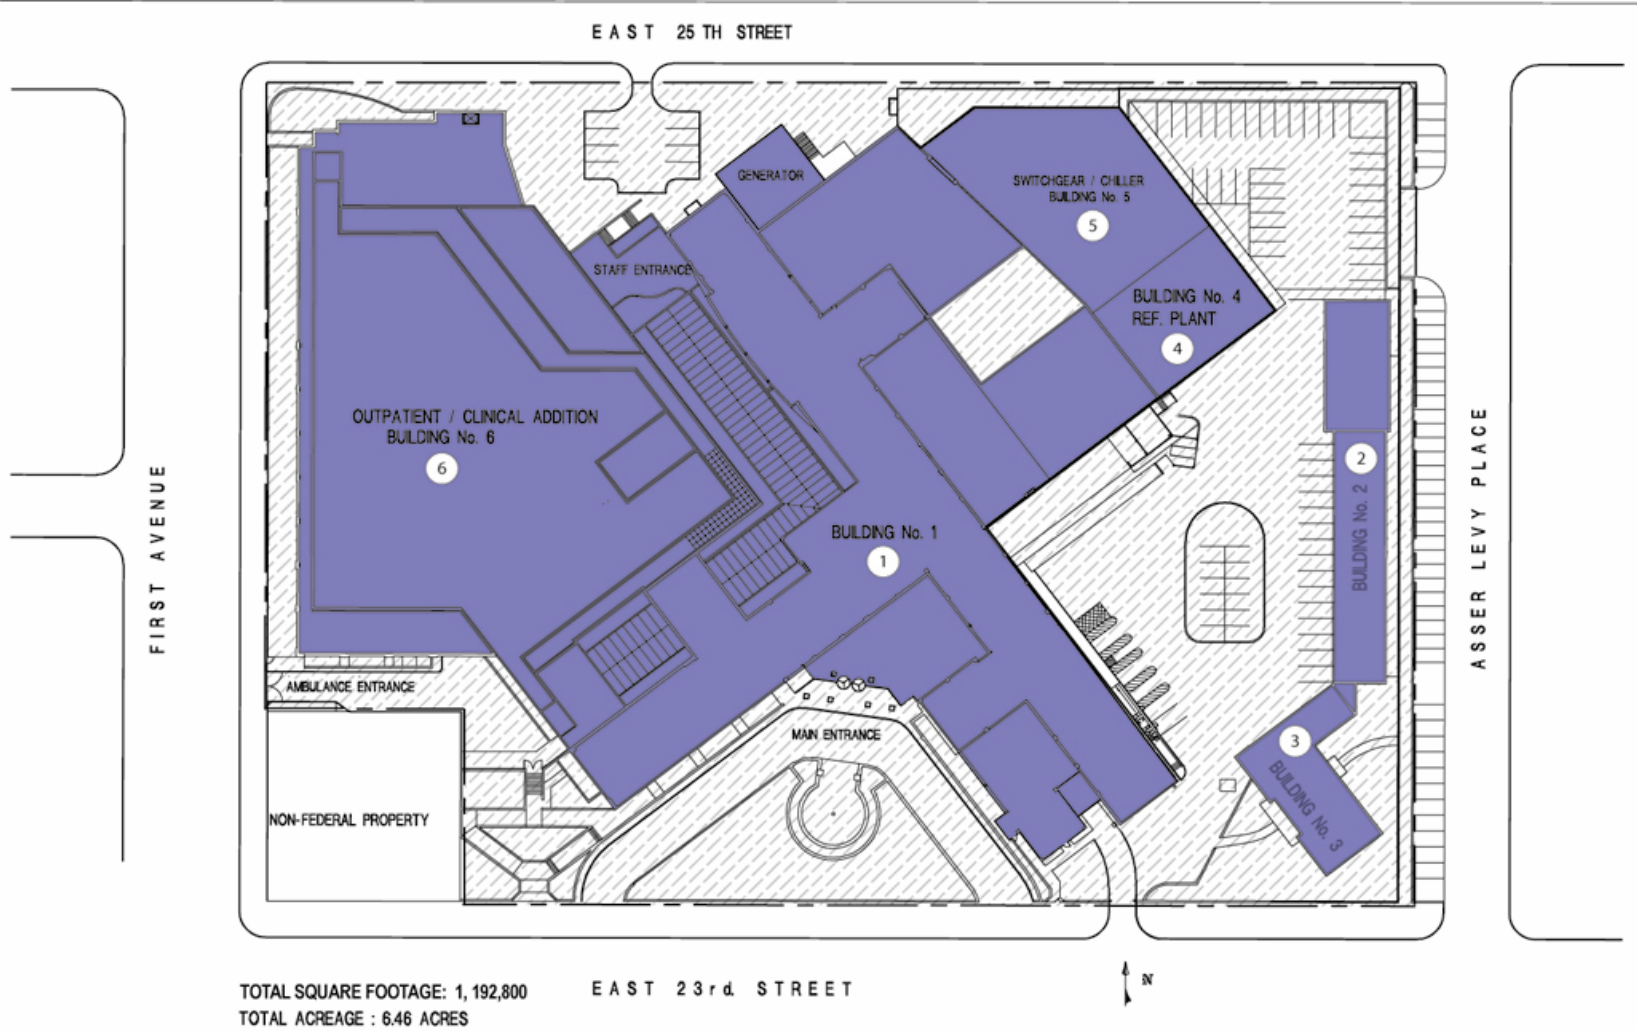 EAST 25 TH STREET
GENERATOR
SWITCHGEAR / CHILLER
BUILDING No. 5
5
STAFF ENTRANCE
BUILDING No. 4
REF. PLANT
4
OUTPATIENT / CLINICAL ADDITION
BUILDING No. 6
6
FIRST AVENUE
ASSER LEVY PLACE
2
BUILDING No. 2
BUILDING No. 1
1
AMBULANCE ENTRANCE
MAIN ENTRANCE
3
BUILDING No. 3
NON-FEDERAL PROPERTY
N
TOTAL SQUARE FOOTAGE: 1, 192,800
EAST 23rd. STREET
TOTAL ACREAGE : 6.46 ACRES